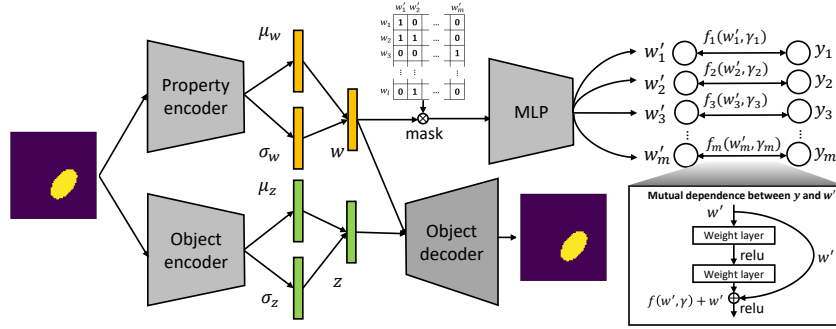 μ_w
Property
encoder
σ_w
w
w'_1 w'_2 w'_m
w_1 1 0 ... 0
w_2 1 1 ... 0
w_3 0 0 ... 1
⋮ ⋮ ⋮
w_l 0 1 ... 0
mask
MLP
w'_1 f_1(w'_1, γ_1) y_1
w'_2 f_2(w'_2, γ_2) y_2
w'_3 f_3(w'_3, γ_3) y_3
⋮ ⋮
w'_m f_m(w'_m, γ_m) y_m
μ_z
Object
encoder
σ_z
z
Object
decoder
Mutual dependence between y and w'
w'
Weight layer
relu
w'
Weight layer
f(w', γ) + w'
relu